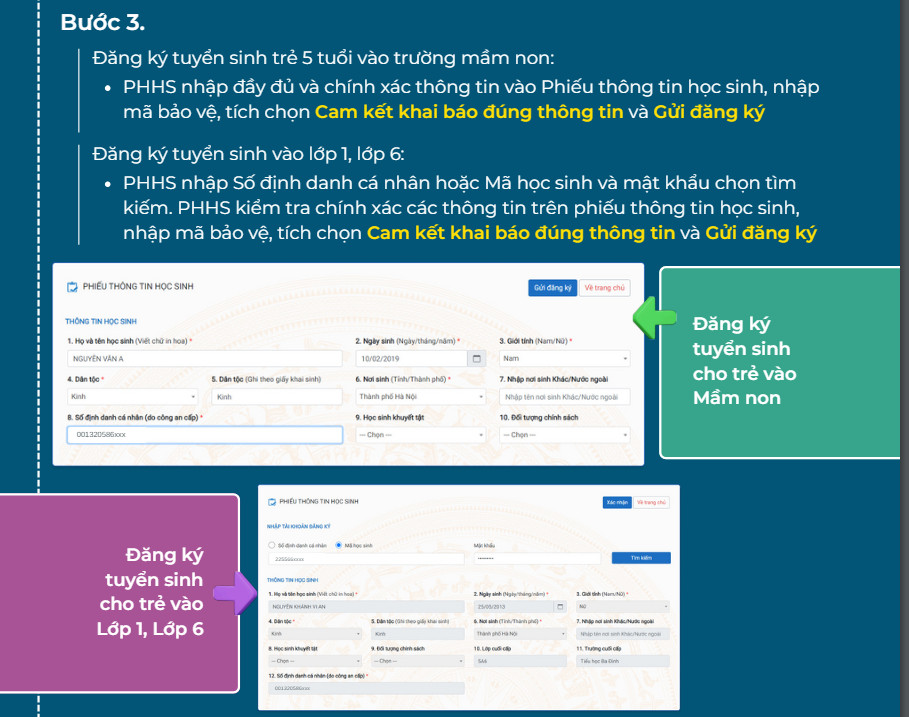 Bước 3.
Đăng ký tuyển sinh trẻ 5 tuổi vào trường mầm non:
• PHHS nhập đầy đủ và chính xác thông tin vào Phiếu thông tin học sinh, nhập
mã bảo vệ, tích chọn Cam kết khai báo đúng thông tin và Gửi đăng ký
Đăng ký tuyển sinh vào lớp 1, lớp 6:
• PHHS nhập Số định danh cá nhân hoặc Mã học sinh và mật khẩu chọn tìm
kiếm. PHHS kiểm tra chính xác các thông tin trên phiếu thông tin học sinh,
nhập mã bảo vệ, tích chọn Cam kết khai báo đúng thông tin và Gửi đăng ký
PHIẾU THÔNG TIN HỌC SINH Gửi đăng ký Về trang chủ
THÔNG TIN HỌC SINH
1. Họ và tên học sinh (Viết chữ in hoa) * 2. Ngày sinh (Ngày/tháng/năm) * 3. Giới tính (Nam/Nữ) *
NGUYÊN VĂN A 10/02/2019 Nam
4. Dân tộc * 5. Dân tộc (Ghi theo giấy khai sinh) 6. Nơi sinh (Tỉnh/Thành phố) * 7. Nhập nơi sinh Khác/Nước ngoài
Kinh Kinh Thành phố Hà Nội Nhập tên nơi sinh Khác/Nước ngoài
8. Số định danh cá nhân (do công an cấp) * 9. Học sinh khuyết tật 10. Đối tượng chính sách
001320586xxx --- Chọn --- --- Chọn ---
Đăng ký
tuyển sinh
cho trẻ vào
Mầm non
Đăng ký
tuyển sinh
cho trẻ vào
Lớp 1, Lớp 6
PHIẾU THÔNG TIN HỌC SINH Xác nhận Về trang chủ
NHẬP TÀI KHOẢN ĐĂNG KÝ
Số định danh cá nhân Mã học sinh Mật khẩu
Tìm kiếm
THÔNG TIN HỌC SINH
1. Họ và tên học sinh (Viết chữ in hoa) * 2. Ngày sinh (Ngày/tháng/năm) * 3. Giới tính (Nam/Nữ) *
NGUYỄN KHÁNH VI AN 25/05/2013 Nữ
4. Dân tộc * 5. Dân tộc (Ghi theo giấy khai sinh) 6. Nơi sinh (Tỉnh/Thành phố) * 7. Nhập nơi sinh Khác/Nước ngoài
Kinh Kinh Thành phố Hà Nội Nhập tên nơi sinh Khác/Nước ngoài
8. Học sinh khuyết tật 9. Đối tượng chính sách 10. Lớp cuối cấp 11. Trường cuối cấp
--- Chọn --- --- Chọn --- 5A6 Tiểu học Ba Đình
12. Số định danh cá nhân (do công an cấp) *
001320586xxx